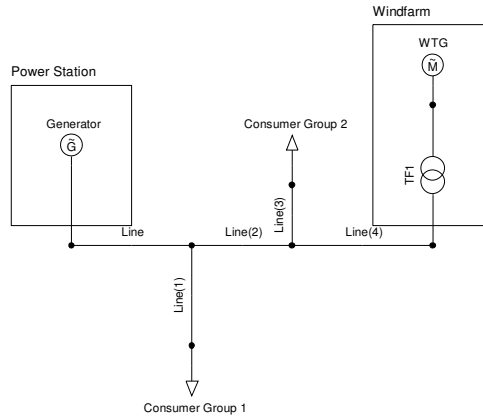 Windfarm
WTG
M̃
Power Station
Generator
G̃
Consumer Group 2
TF1
Line(3)
Line
Line(2)
Line(4)
Line(1)
Consumer Group 1